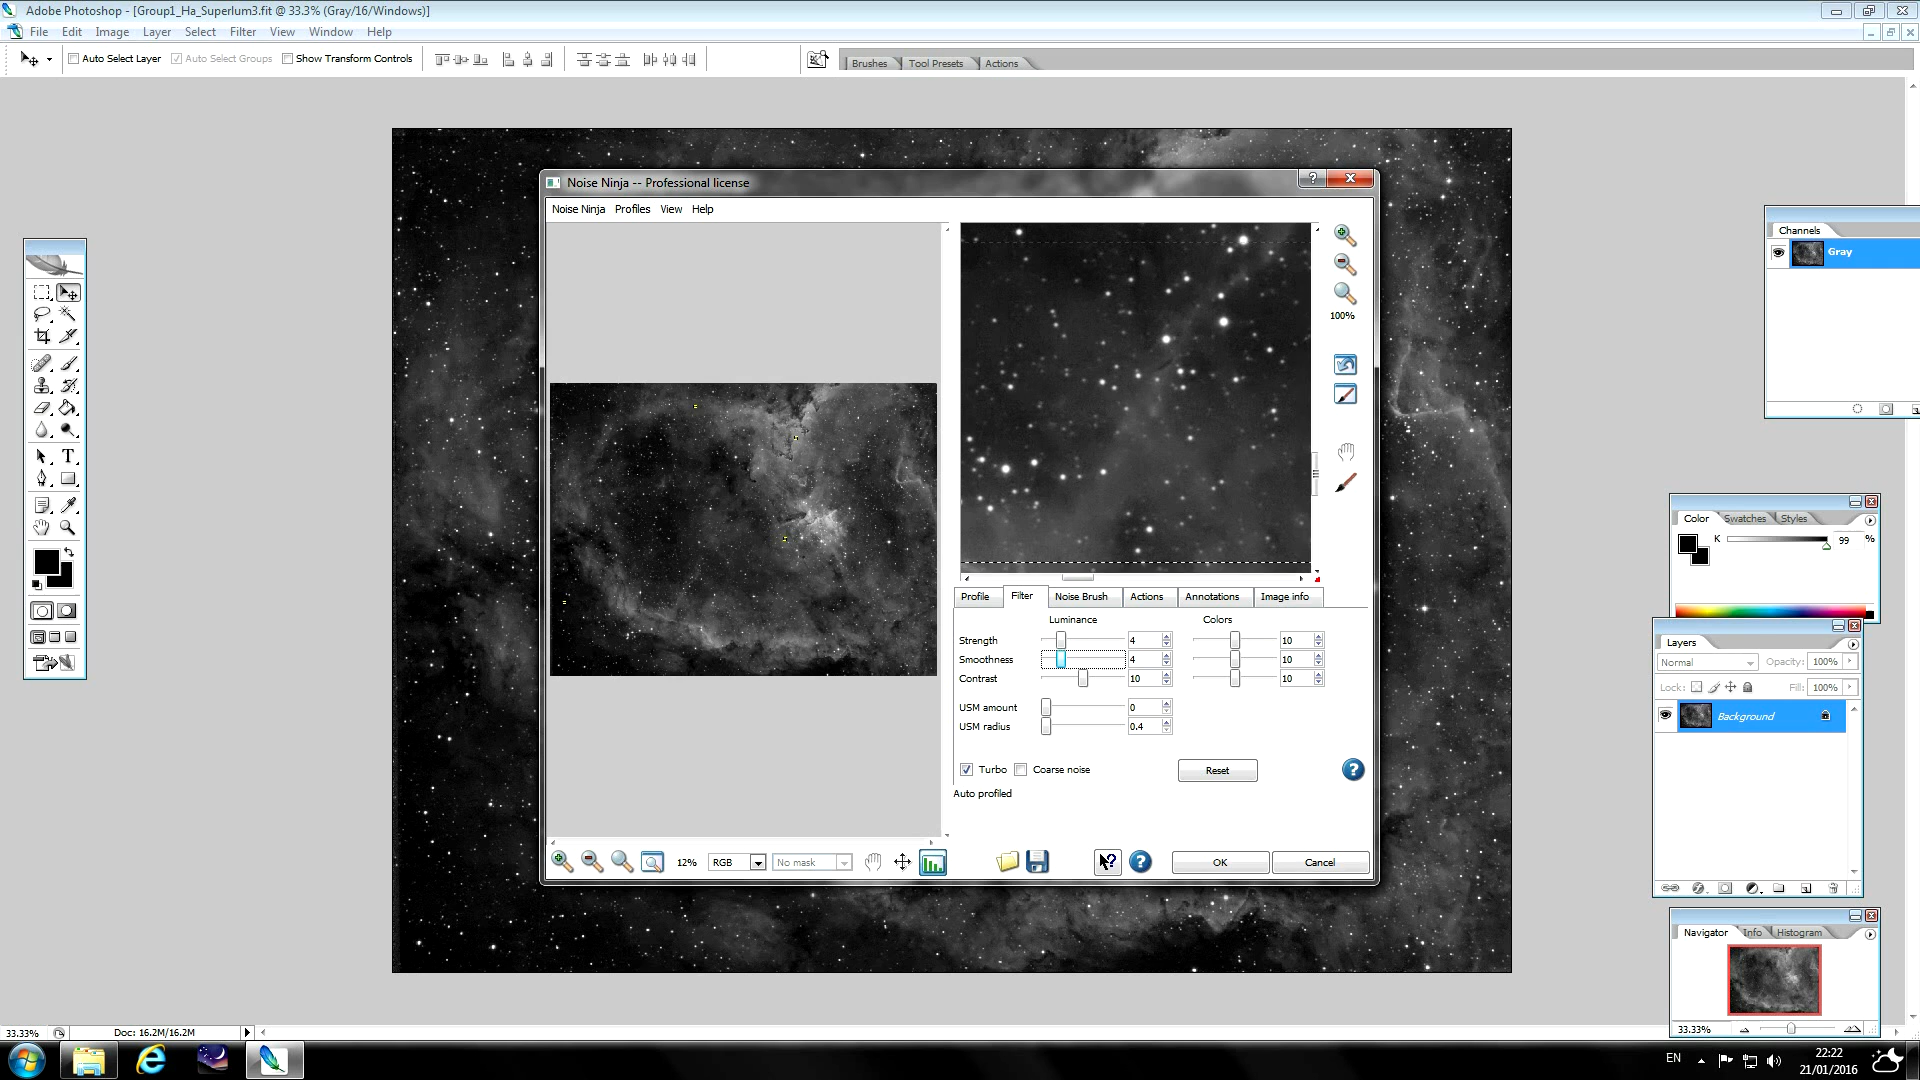 Adobe Photoshop - [Group1_Ha_Superlum3.fit @ 33.3% (Gray/16/Windows)]
File Edit Image Layer Select Filter View Window Help
Auto Select Layer Auto Select Groups Show Transform Controls
Brushes Tool Presets Actions
Noise Ninja -- Professional license
Noise Ninja Profiles View Help
100%
Channels
Gray
Color Swatches Styles
K 99 %
Profile Filter Noise Brush Actions Annotations Image info
Luminance Colors
Strength 4 10
Smoothness 4 10
Contrast 10 10
USM amount 0
USM radius 0.4
Turbo Coarse noise Reset
Auto profiled
12% RGB No mask OK Cancel
Layers
Normal Opacity: 100%
Lock: Fill: 100%
Background
Navigator Info Histogram
33.33%
33.33% Doc: 16.2M/16.2M
EN
22:22
21/01/2016